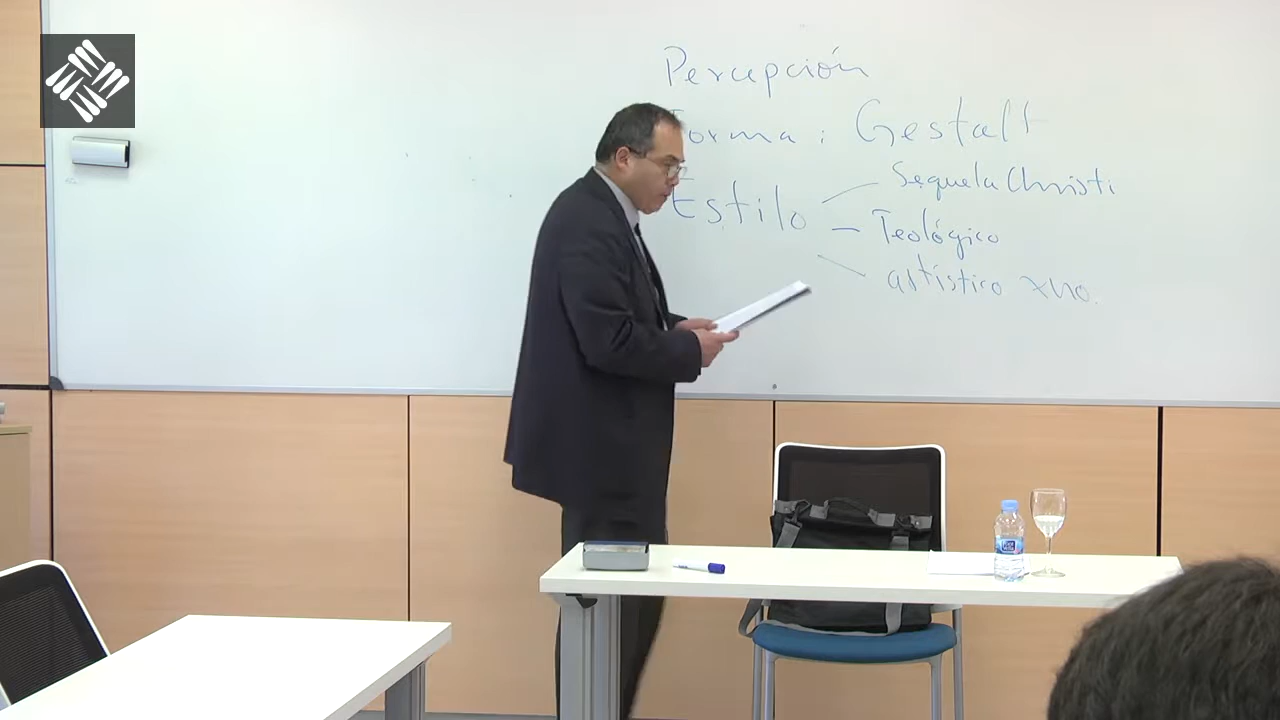 Percepción
Forma : Gestalt
Sequela Christi
Estilo
- Teológico
artístico xno.